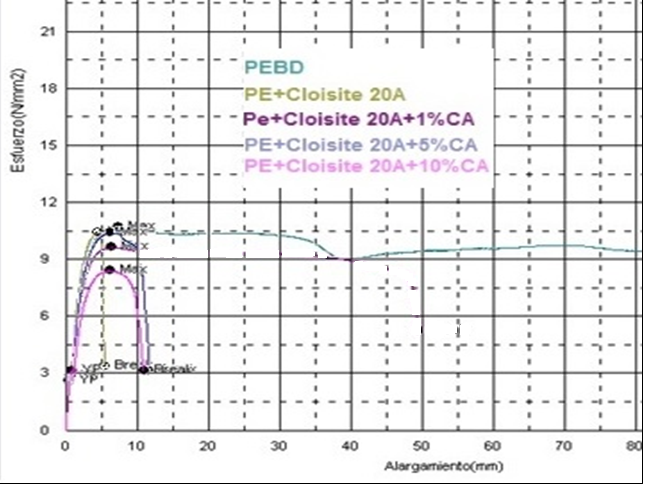 21
18
15
12
9
6
3
0
Esfuerzo(N/mm2)
PEBD
PE+Cloisite 20A
Pe+Cloisite 20A+1%CA
PE+Cloisite 20A+5%CA
PE+Cloisite 20A+10%CA
Max
Max
Max
YP
YP
Break
0 10 20 30 40 50 60 70 80
Alargamiento(mm)